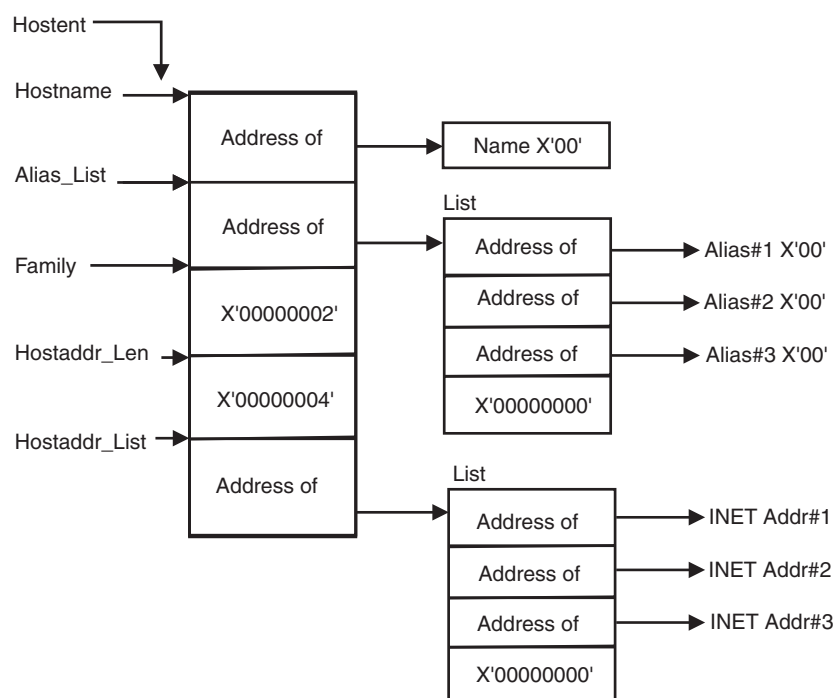 Hostent
Hostname
Address of
Name X'00'
Alias_List
List
Address of
Address of
Alias#1 X'00'
Family
Address of
Alias#2 X'00'
X'00000002'
Hostaddr_Len
Address of
Alias#3 X'00'
X'00000004'
X'00000000'
Hostaddr_List
List
Address of
Address of
INET Addr#1
Address of
INET Addr#2
Address of
INET Addr#3
X'00000000'